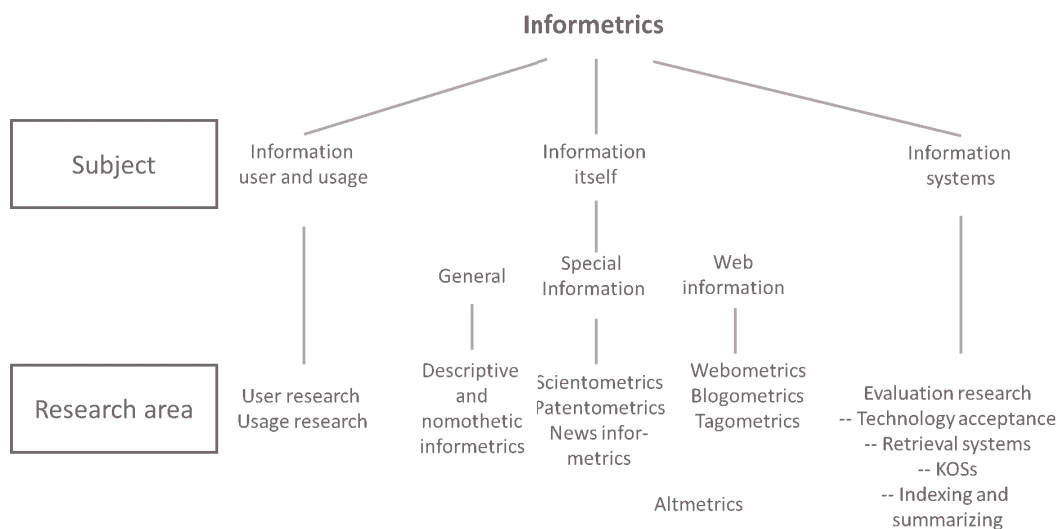 Informetrics
Subject
Information
user and usage
Information
itself
Information
systems
General
Special
Information
Web
information
Research area
User research
Usage research
Descriptive
and
nomothetic
informetrics
Scientometrics
Patentometrics
News infor-
metrics
Webometrics
Blogometrics
Tagometrics
Evaluation research
-- Technology acceptance
-- Retrieval systems
-- KOSs
-- Indexing and
summarizing
Altmetrics